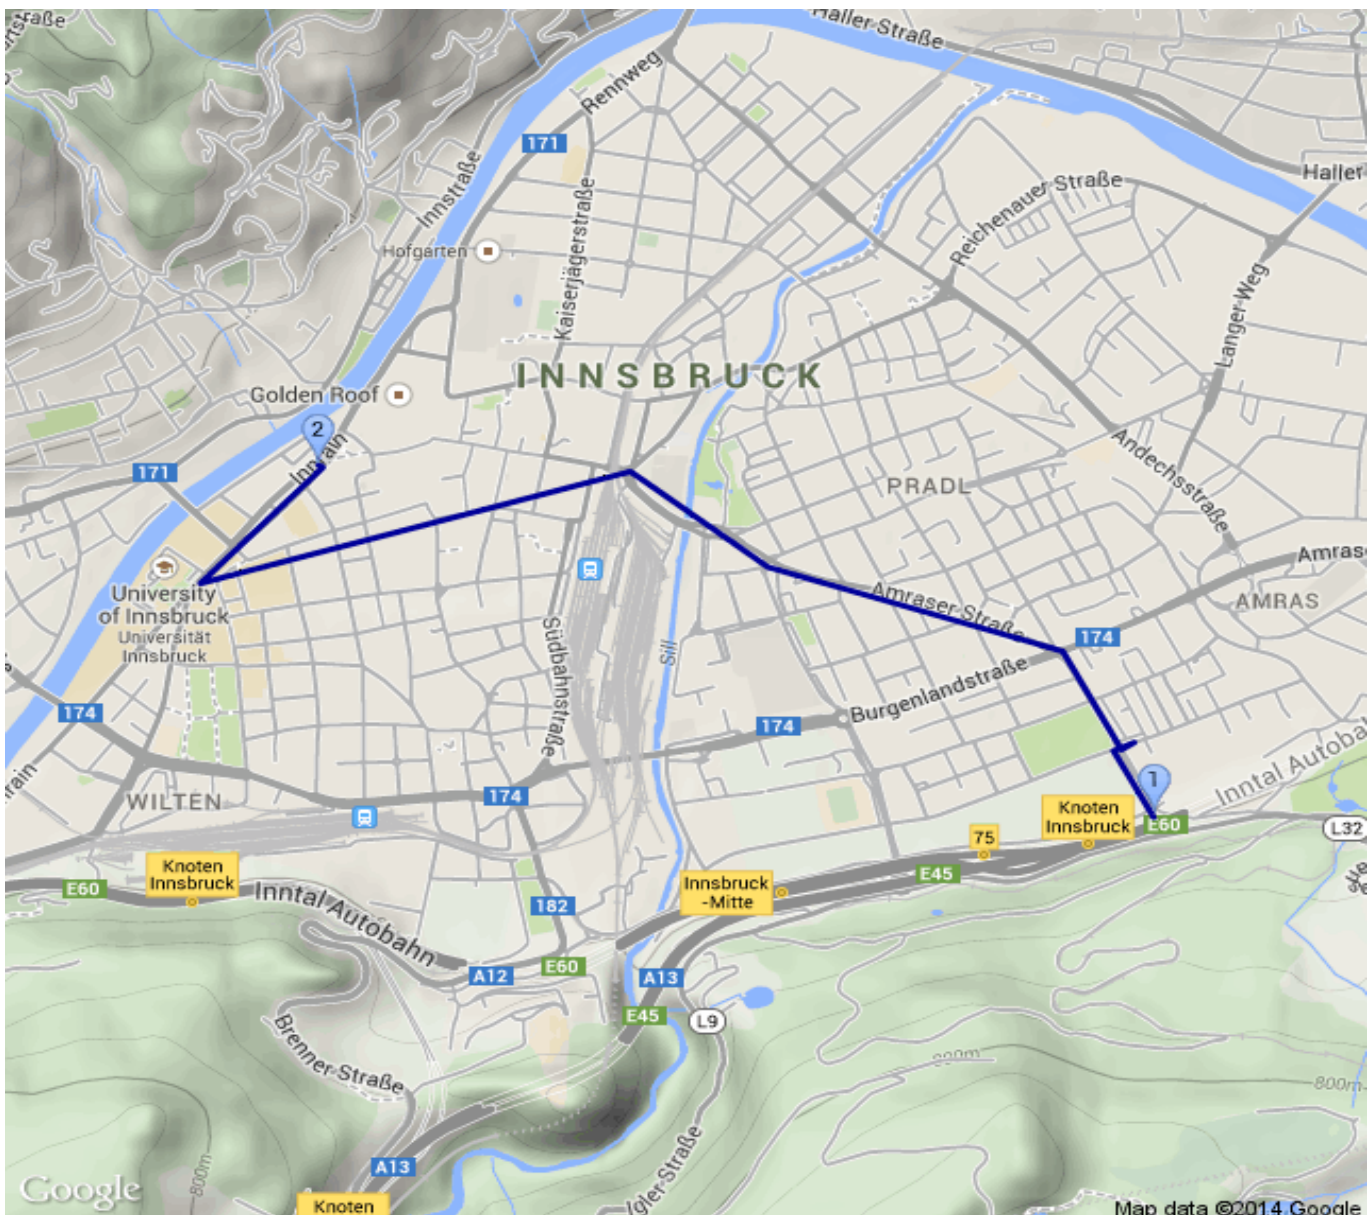 Haller Straße
Rennweg
171
Haller
Innstraße
Reichenauer Straße
Hofgarten
Kaiserjägerstraße
Langer Weg
INNSBRUCK
Golden Roof
2
Innrain
Andechsstraße
171
PRADL
Amraser Straße
AMRAS
University
of Innsbruck
Universität
Innsbruck
Südbahnstraße
Sill
174
Burgenlandstraße
174
174
Inntal Autobahn
1
WILTEN
174
Knoten
Innsbruck
E60
L32
75
Knoten
Innsbruck
E45
Innsbruck
-Mitte
E60
Inntal Autobahn
182
A12
E60
A13
E45
L9
Brenner Straße
800m
800m
800m
A13
Igler-Straße
Google
Knoten
Map data ©2014 Google